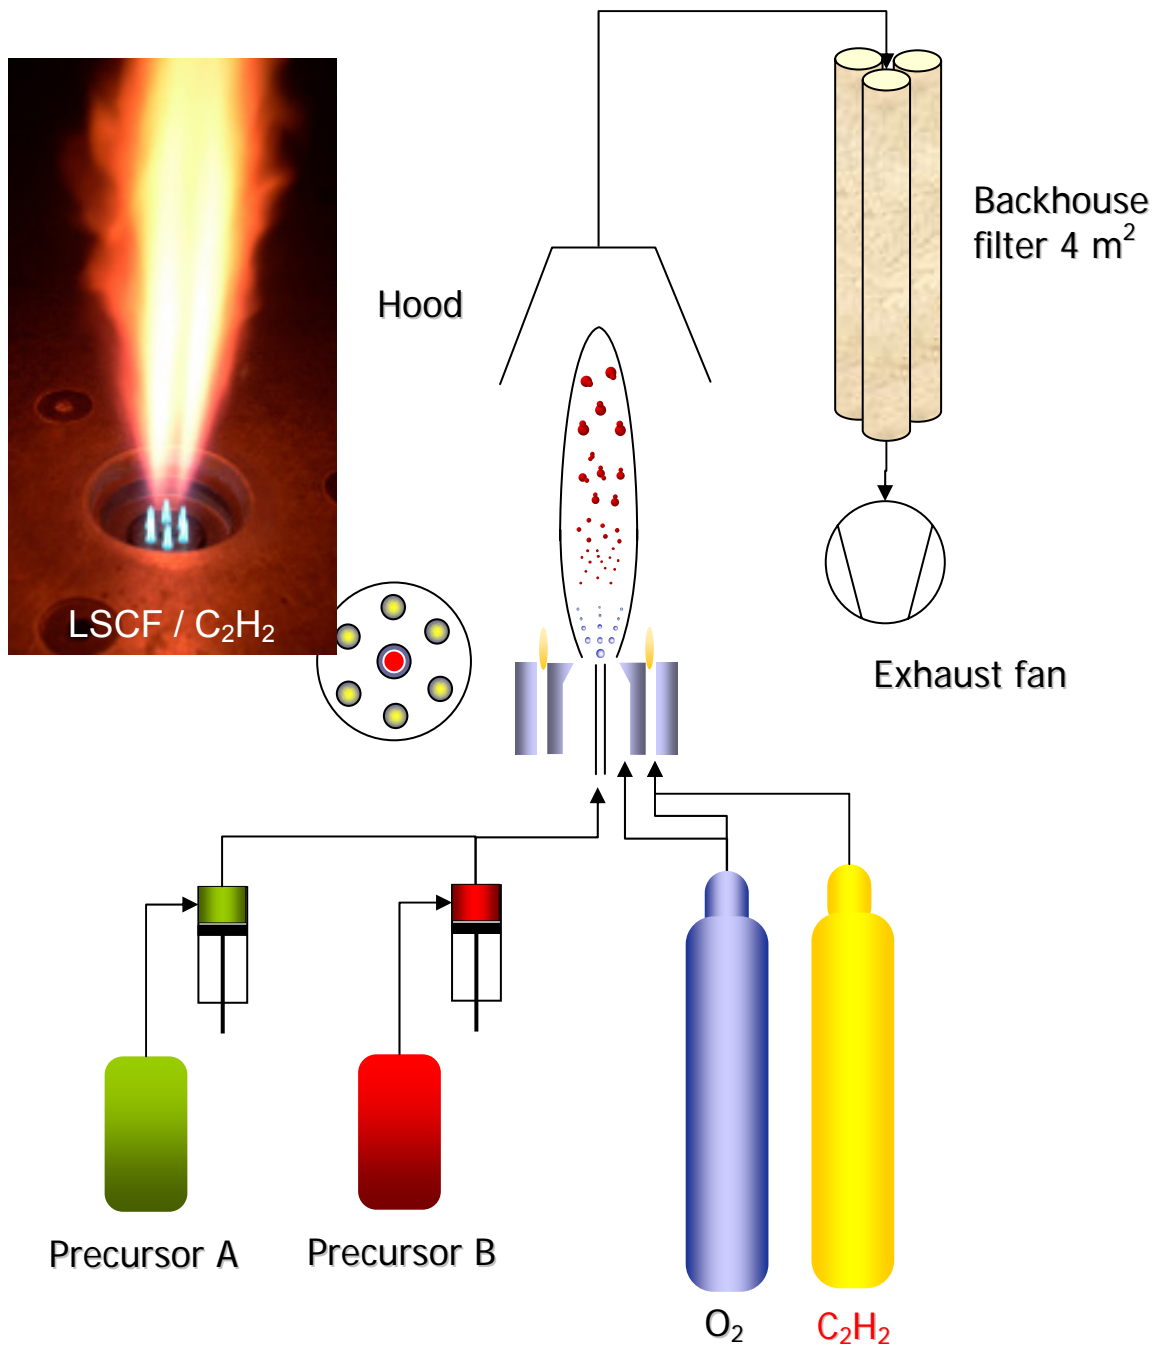 Backhouse
filter 4 m²
Hood
LSCF / C₂H₂
Exhaust fan
Precursor A
Precursor B
O₂
C₂H₂